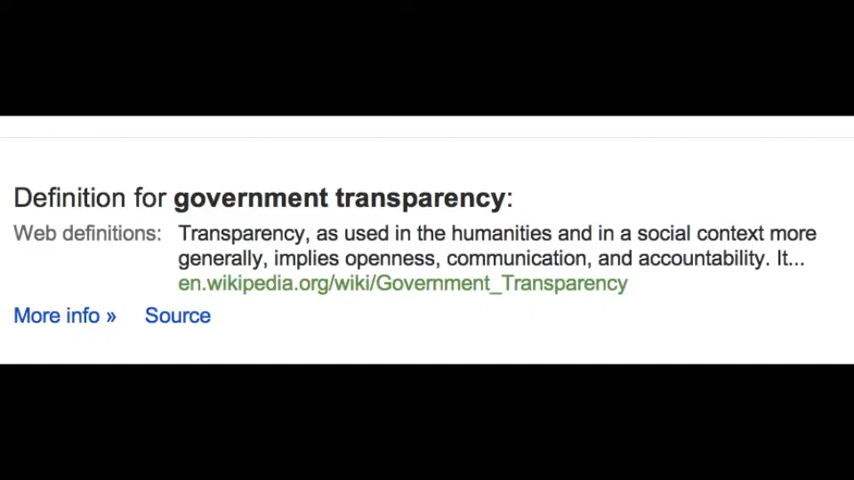 Definition for government transparency:
Web definitions: Transparency, as used in the humanities and in a social context more
generally, implies openness, communication, and accountability. It...
en.wikipedia.org/wiki/Government_Transparency
More info » Source